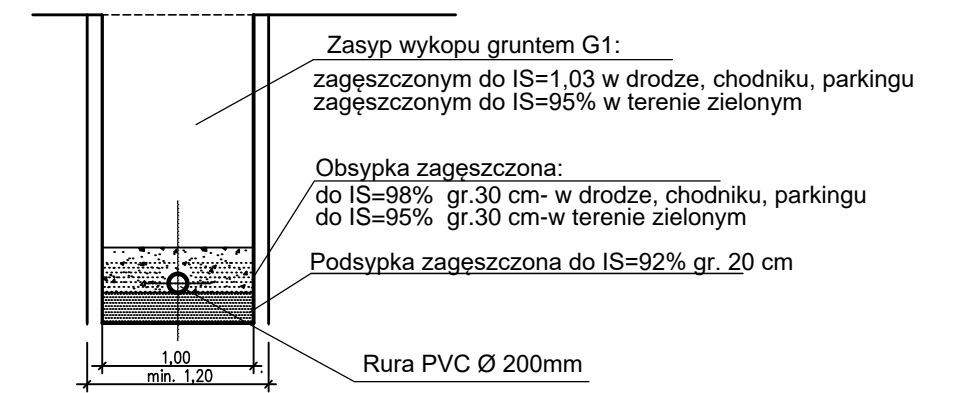 Zasyp wykopu gruntem G1:
zagęszczonym do IS=1,03 w drodze, chodniku, parkingu
zagęszczonym do IS=95% w terenie zielonym
Obsypka zagęszczona:
do IS=98% gr.30 cm- w drodze, chodniku, parkingu
do IS=95% gr.30 cm-w terenie zielonym
Podsypka zagęszczona do IS=92% gr. 20 cm
Rura PVC Ø 200mm
1,00
min. 1,20